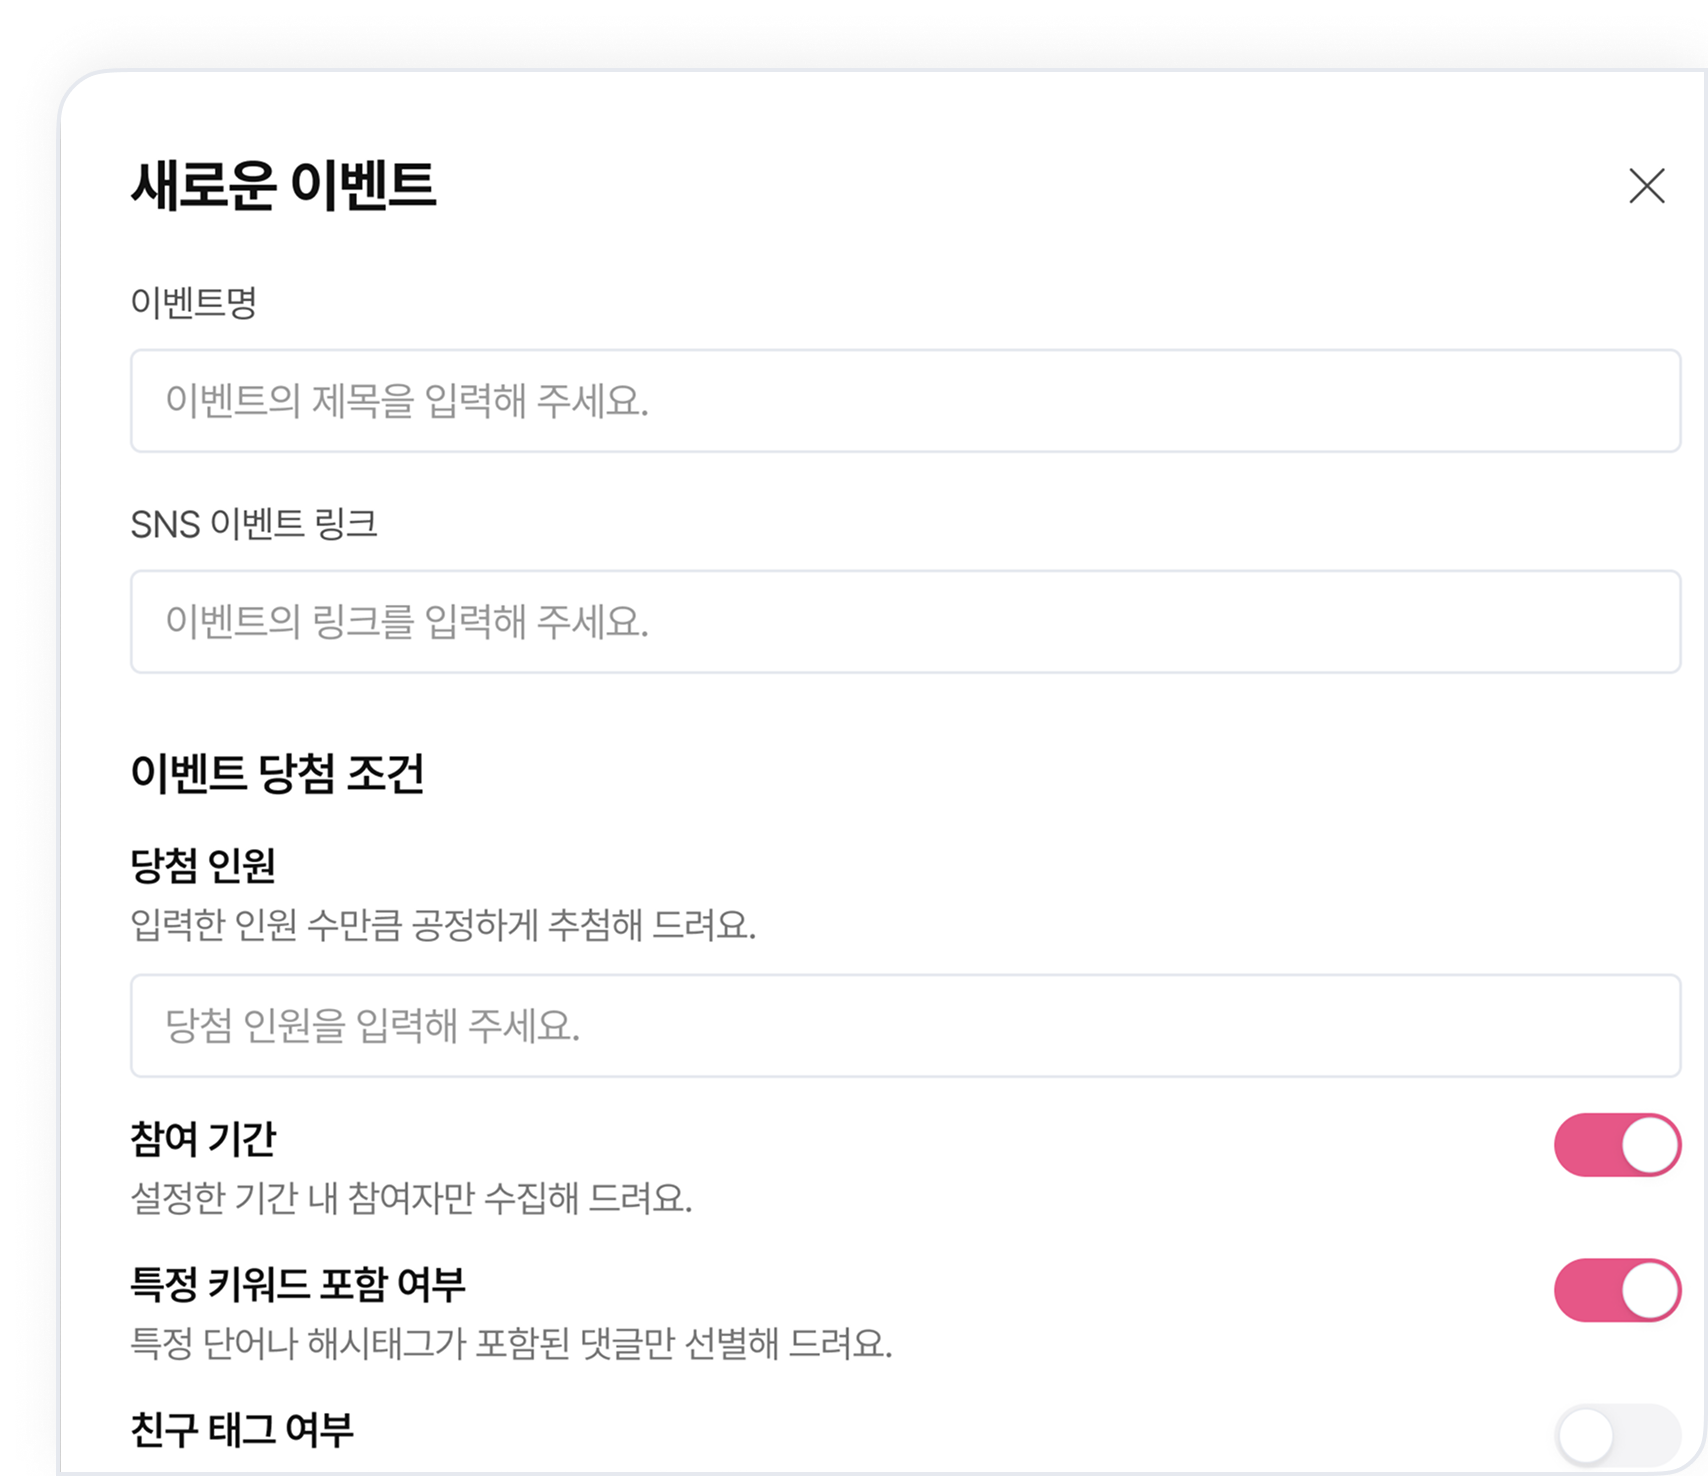 새로운 이벤트
이벤트명
이벤트의 제목을 입력해 주세요.
SNS 이벤트 링크
이벤트의 링크를 입력해 주세요.
이벤트 당첨 조건
당첨 인원
입력한 인원 수만큼 공정하게 추첨해 드려요.
당첨 인원을 입력해 주세요.
참여 기간
설정한 기간 내 참여자만 수집해 드려요.
특정 키워드 포함 여부
특정 단어나 해시태그가 포함된 댓글만 선별해 드려요.
친구 태그 여부